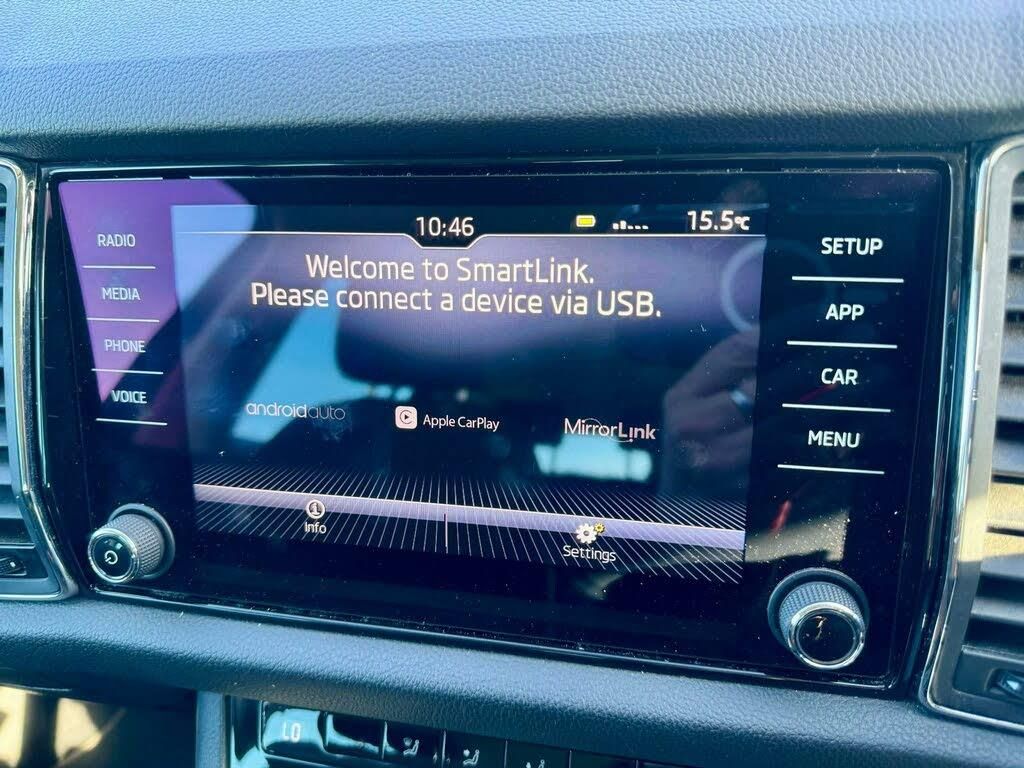 10:46
15.5°C
RADIO
MEDIA
PHONE
VOICE
Welcome to SmartLink.
Please connect a device via USB.
androidauto
Apple CarPlay
MirrorLink
Info
Settings
SETUP
APP
CAR
MENU
LO